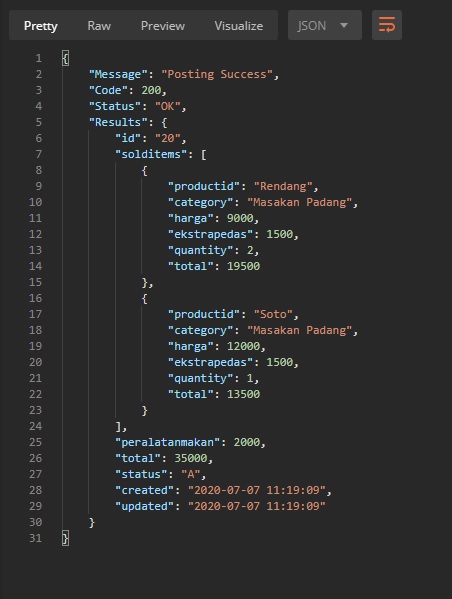 Pretty Raw Preview Visualize JSON
1 {
2 "Message": "Posting Success",
3 "Code": 200,
4 "Status": "OK",
5 "Results": {
6 "id": "20",
7 "solditems": [
8 {
9 "productid": "Rendang",
10 "category": "Masakan Padang",
11 "harga": 9000,
12 "ekstrapedas": 1500,
13 "quantity": 2,
14 "total": 19500
15 },
16 {
17 "productid": "Soto",
18 "category": "Masakan Padang",
19 "harga": 12000,
20 "ekstrapedas": 1500,
21 "quantity": 1,
22 "total": 13500
23 }
24 ],
25 "peralatanmakan": 2000,
26 "total": 35000,
27 "status": "A",
28 "created": "2020-07-07 11:19:09",
29 "updated": "2020-07-07 11:19:09"
30 }
31 }